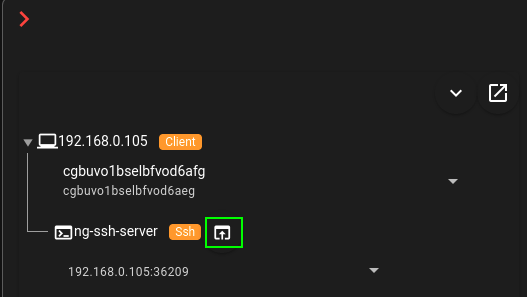 192.168.0.105 Client
cgbuvo1bselbfvod6afg
cgbuvo1bselbfvod6aeg
ng-ssh-server Ssh
192.168.0.105:36209